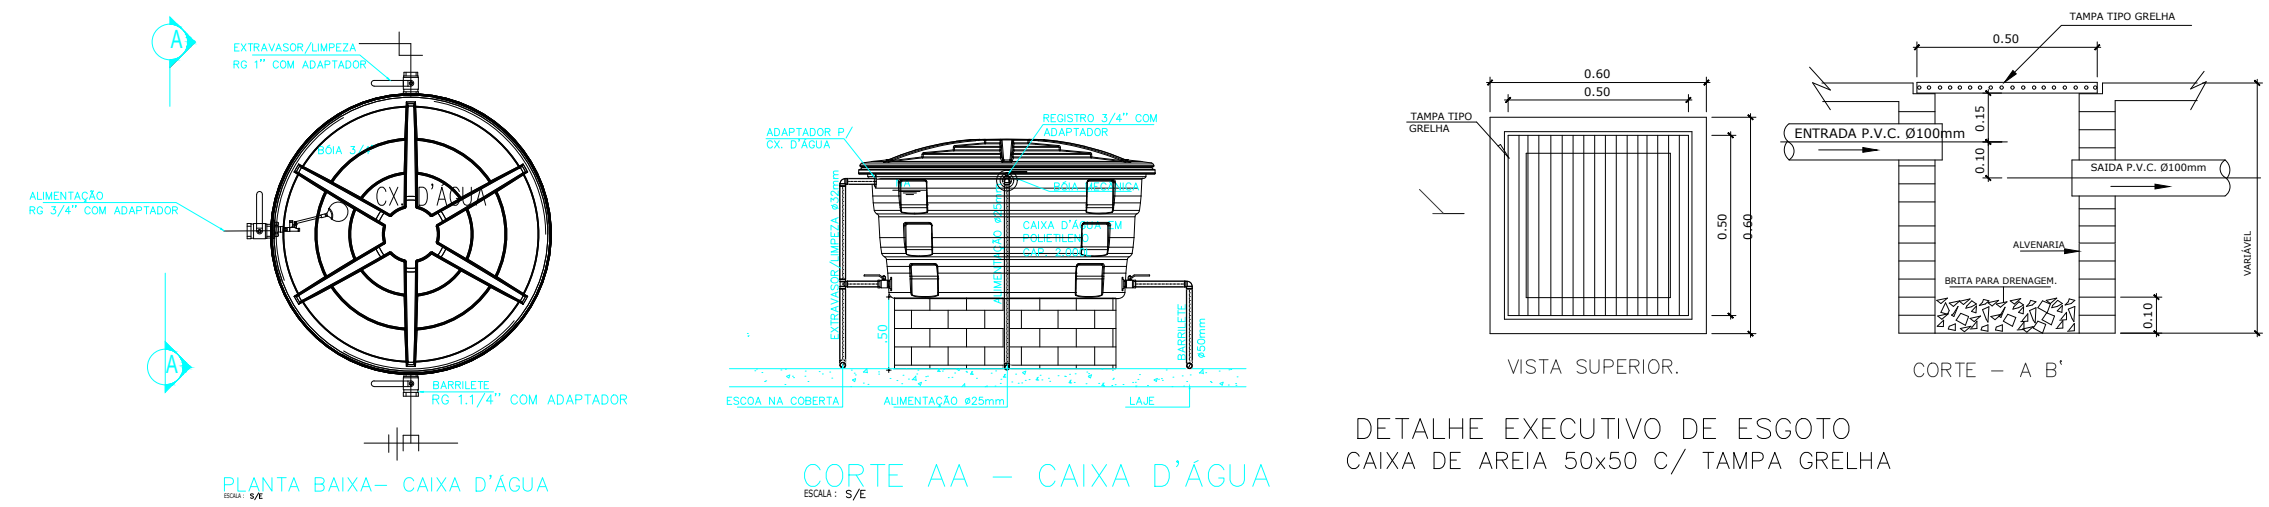 A
EXTRAVASOR/LIMPEZA
RG 1" COM ADAPTADOR
BÓIA 3/4"
CX. D'ÁGUA
ALIMENTAÇÃO
RG 3/4" COM ADAPTADOR
A
BARRILETE
RG 1.1/4" COM ADAPTADOR
PLANTA BAIXA- CAIXA D'ÁGUA
ESCALA : S/E
ADAPTADOR P/
CX. D'ÁGUA
REGISTRO 3/4" COM
ADAPTADOR
BÓIA MECÂNICA
EXTRAVASOR/LIMPEZA ø32mm
ALIMENTAÇÃO ø25mm
CAIXA D'ÁGUA EM
POLIETILENO
.50
BARRILETE
ø50mm
ESCOA NA COBERTA
ALIMENTAÇÃO ø25mm
LAJE
CORTE AA - CAIXA D'ÁGUA
ESCALA : S/E
0.60
0.50
TAMPA TIPO
GRELHA
0.50
0.60
VISTA SUPERIOR.
TAMPA TIPO GRELHA
0.50
0.15
ENTRADA P.V.C. Ø100mm
0.10
SAIDA P.V.C. Ø100mm
ALVENARIA
VARIÁVEL
BRITA PARA DRENAGEM.
0.10
CORTE - A B'
DETALHE EXECUTIVO DE ESGOTO
CAIXA DE AREIA 50x50 C/ TAMPA GRELHA